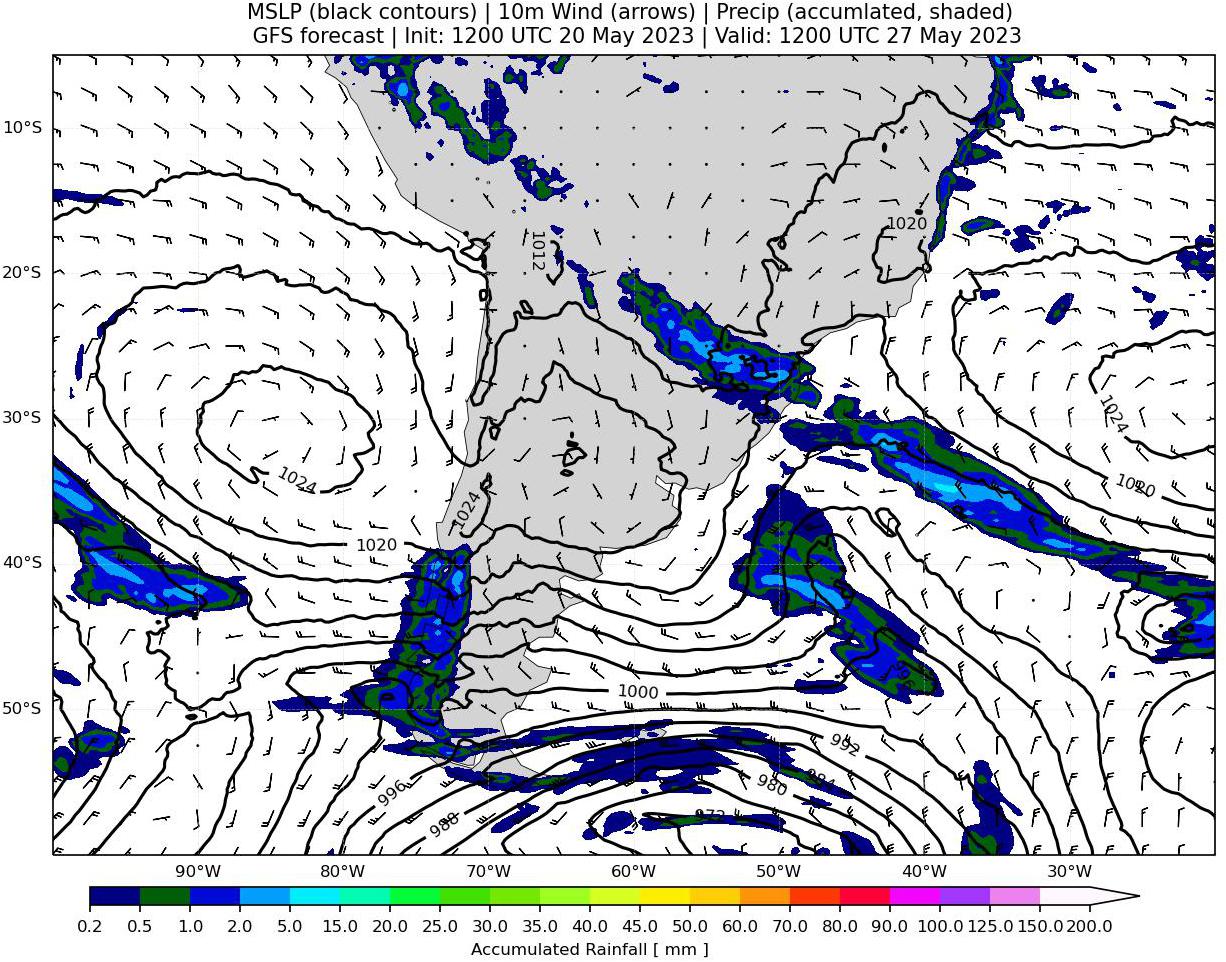 MSLP (black contours) | 10m Wind (arrows) | Precip (accumlated, shaded)
GFS forecast | Init: 1200 UTC 20 May 2023 | Valid: 1200 UTC 27 May 2023
10°S
20°S
30°S
40°S
50°S
1012
1020
1024
1024
1024
1020
1020
1000
996
992
996
988
984
980
972
90°W
80°W
70°W
60°W
50°W
40°W
30°W
0.2 0.5 1.0 2.0 5.0 10.0 15.0 20.0 25.0 30.0 35.0 40.0 45.0 50.0 60.0 70.0 80.0 90.0 100.0 125.0 150.0 200.0
Accumulated Rainfall [ mm ]